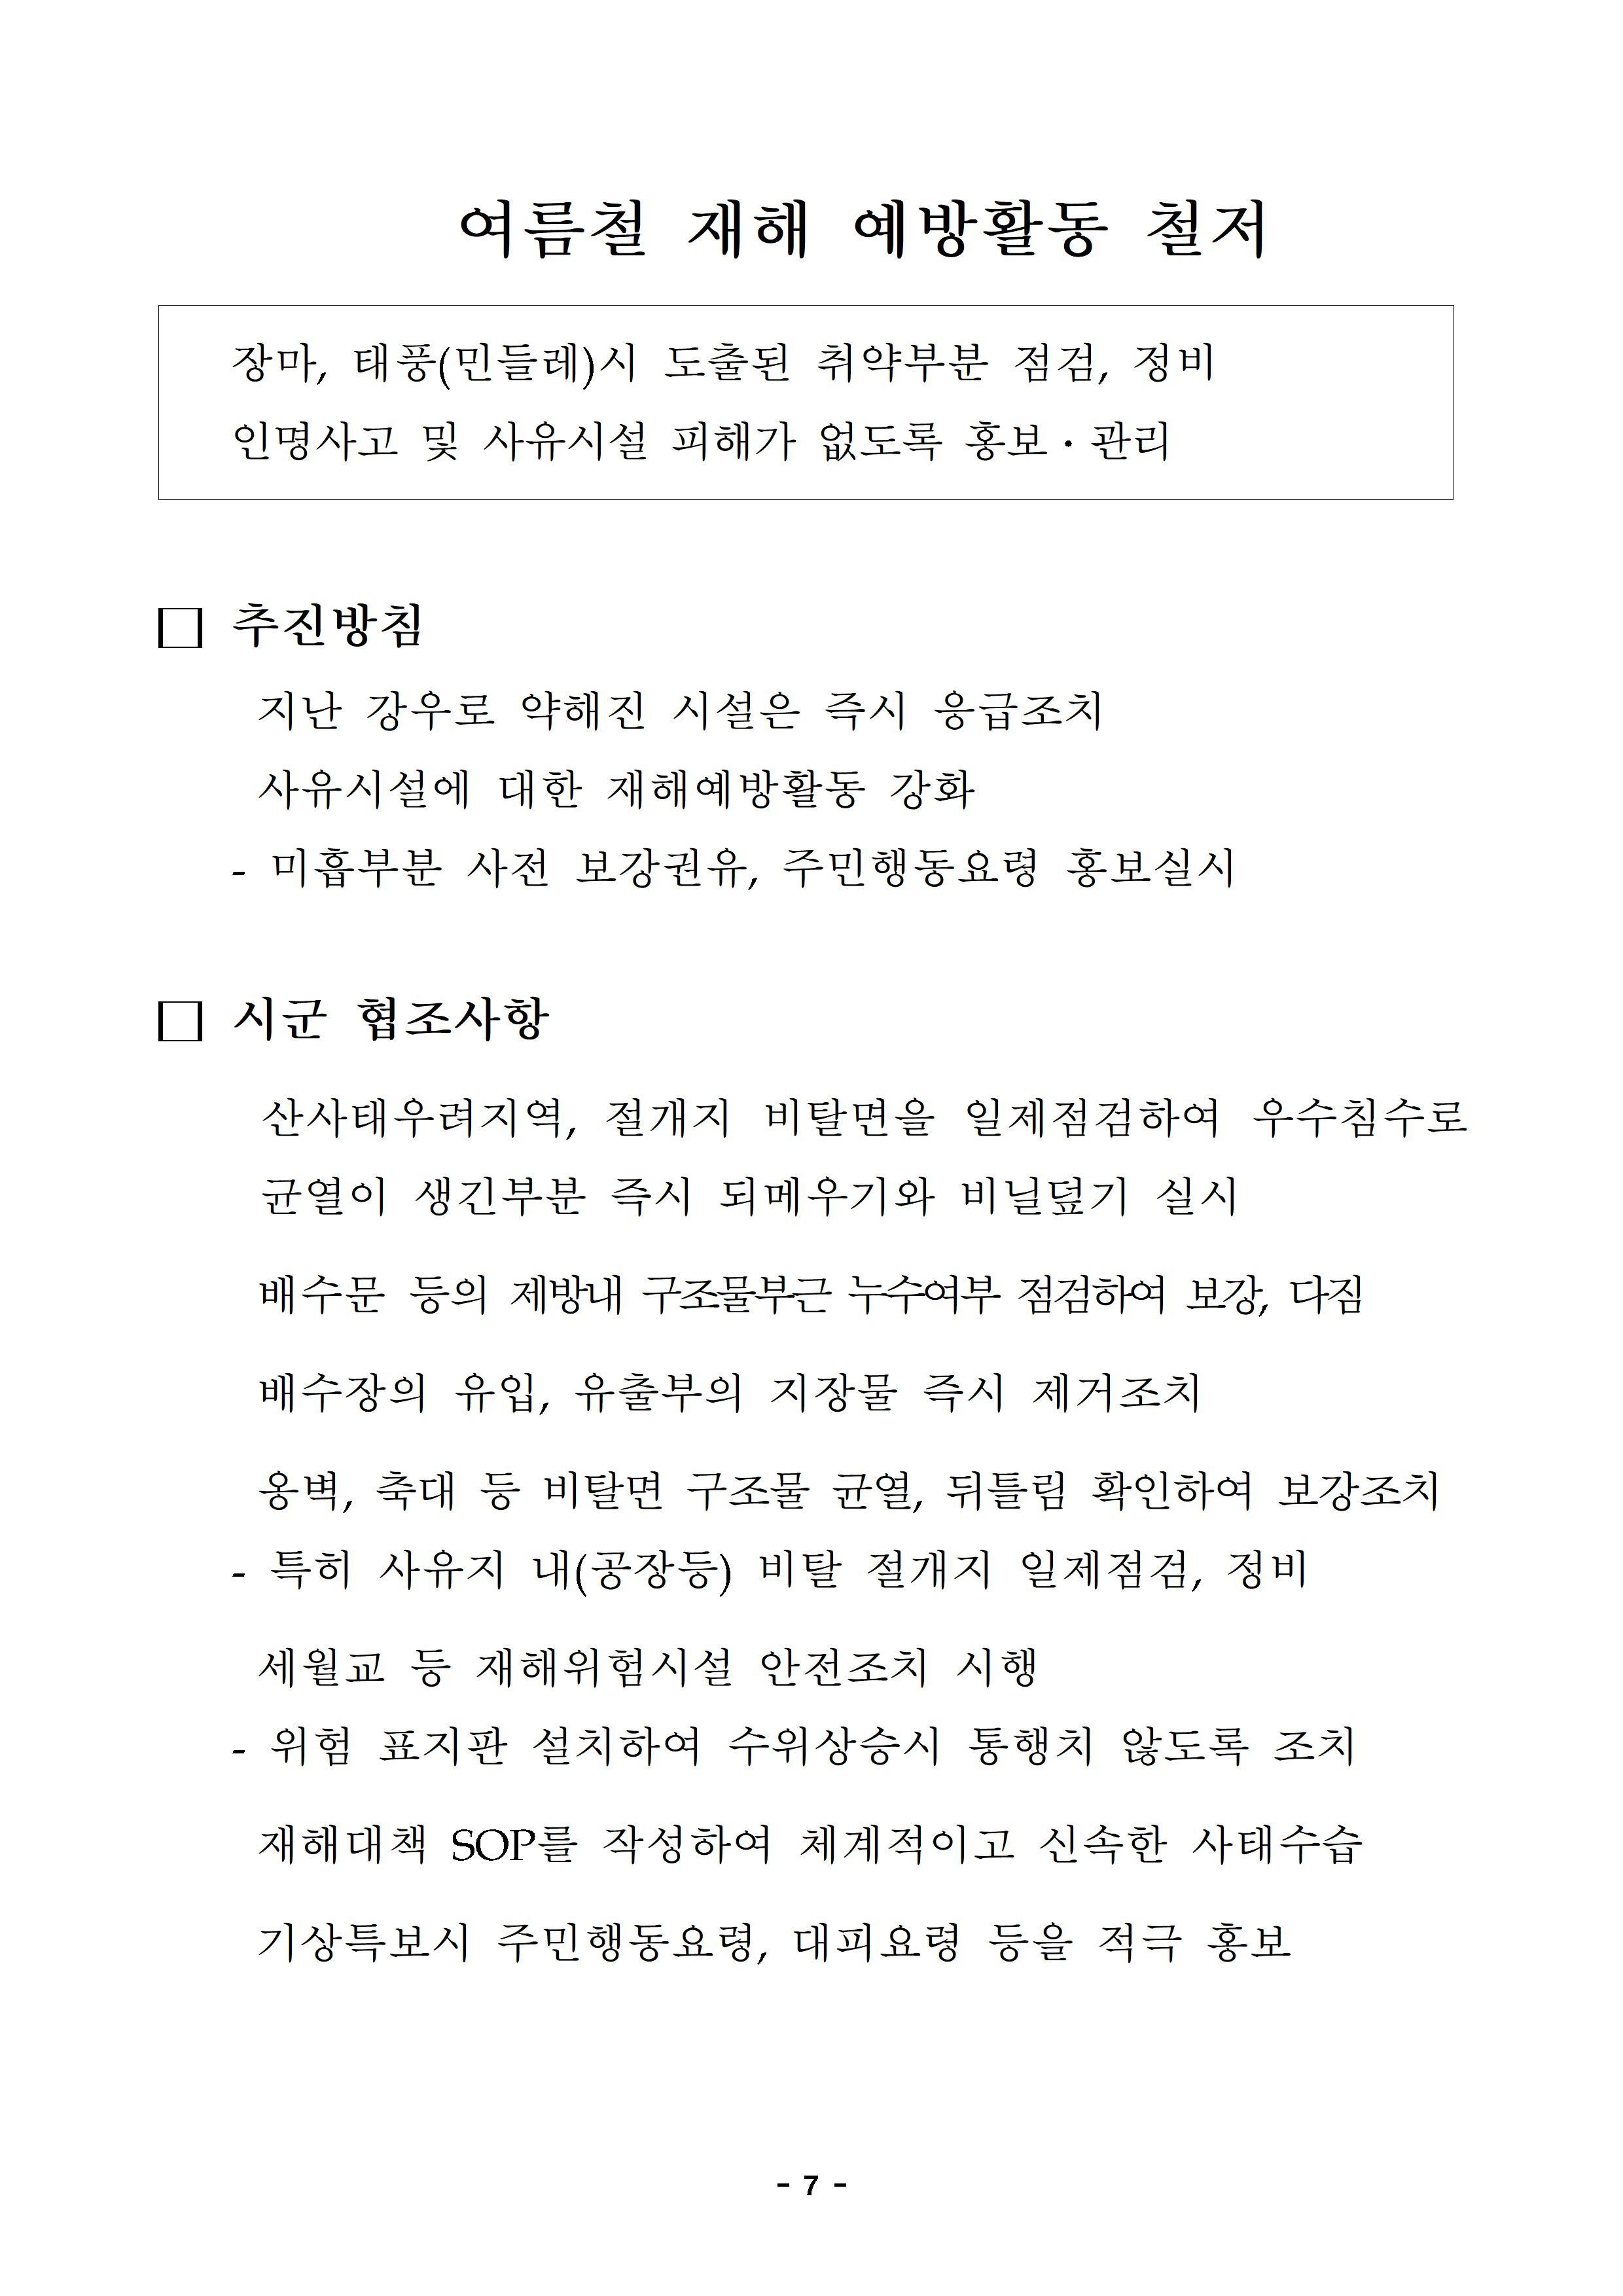 여름철 재해 예방활동 철저
장마, 태풍(민들레)시 도출된 취약부분 점검, 정비
인명사고 및 사유시설 피해가 없도록 홍보·관리
□ 추진방침
지난 강우로 약해진 시설은 즉시 응급조치
사유시설에 대한 재해예방활동 강화
- 미흡부분 사전 보강권유, 주민행동요령 홍보실시
□ 시군 협조사항
산사태우려지역, 절개지 비탈면을 일제점검하여 우수침수로
균열이 생긴부분 즉시 되메우기와 비닐덮기 실시
배수문 등의 제방내 구조물부근 누수여부 점검하여 보강, 다짐
배수장의 유입, 유출부의 지장물 즉시 제거조치
옹벽, 축대 등 비탈면 구조물 균열, 뒤틀림 확인하여 보강조치
- 특히 사유지 내(공장등) 비탈 절개지 일제점검, 정비
세월교 등 재해위험시설 안전조치 시행
- 위험 표지판 설치하여 수위상승시 통행치 않도록 조치
재해대책 SOP를 작성하여 체계적이고 신속한 사태수습
기상특보시 주민행동요령, 대피요령 등을 적극 홍보
- 7 -